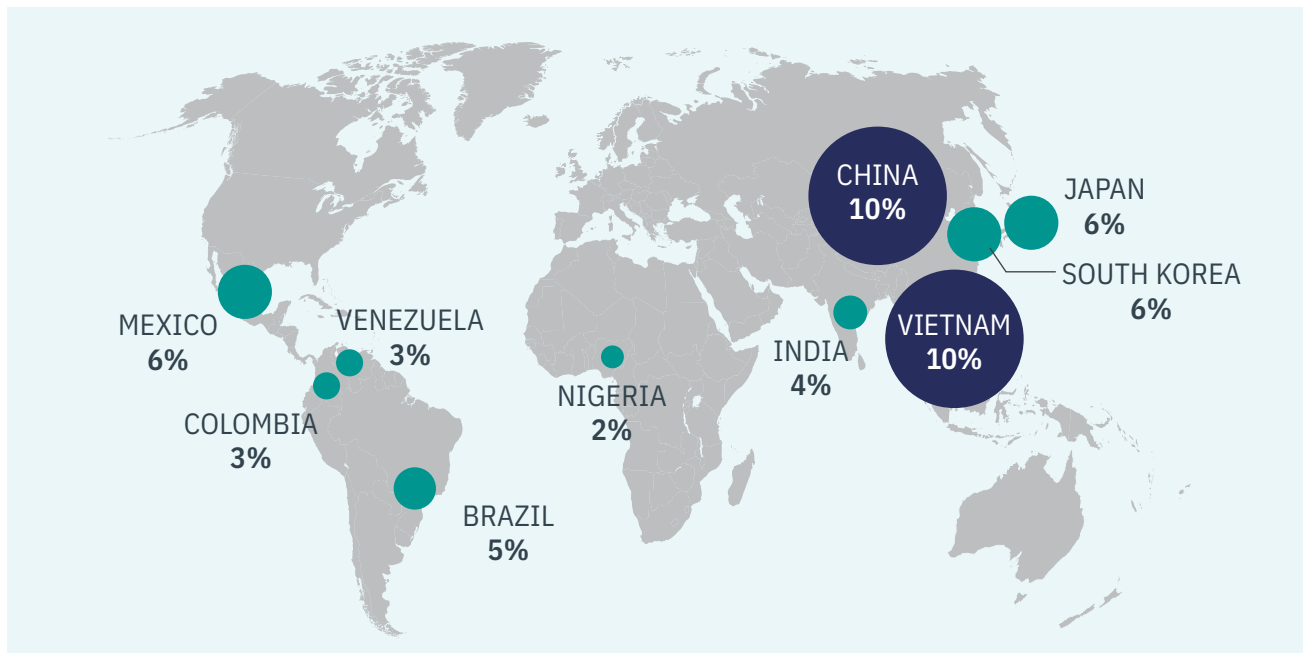 CHINA
10%
JAPAN
6%
SOUTH KOREA
6%
MEXICO
6%
VENEZUELA
3%
VIETNAM
10%
INDIA
4%
NIGERIA
2%
COLOMBIA
3%
BRAZIL
5%